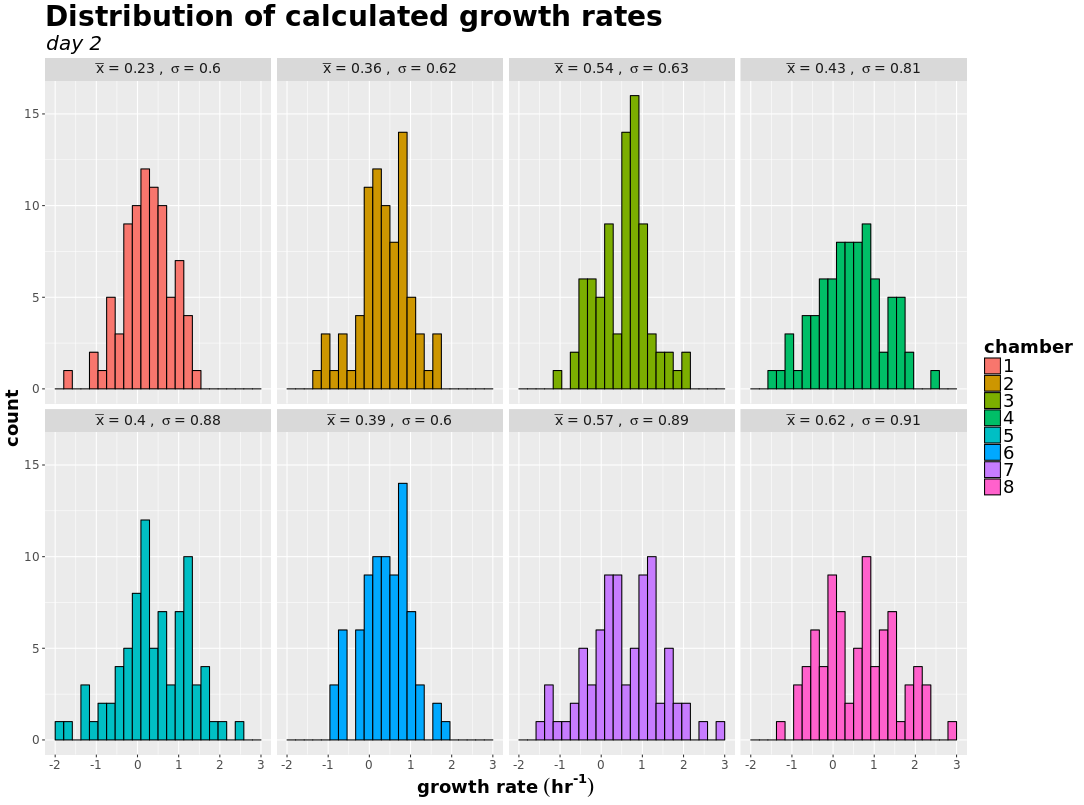 Distribution of calculated growth rates
day 2
x̅ = 0.23 , σ = 0.6
x̅ = 0.36 , σ = 0.62
x̅ = 0.54 , σ = 0.63
x̅ = 0.43 , σ = 0.81
15
10
5
0
x̅ = 0.4 , σ = 0.88
x̅ = 0.39 , σ = 0.6
x̅ = 0.57 , σ = 0.89
x̅ = 0.62 , σ = 0.91
15
10
5
0
-2 -1 0 1 2 3
-2 -1 0 1 2 3
-2 -1 0 1 2 3
-2 -1 0 1 2 3
count
growth rate (hr⁻¹)
chamber
1
2
3
4
5
6
7
8